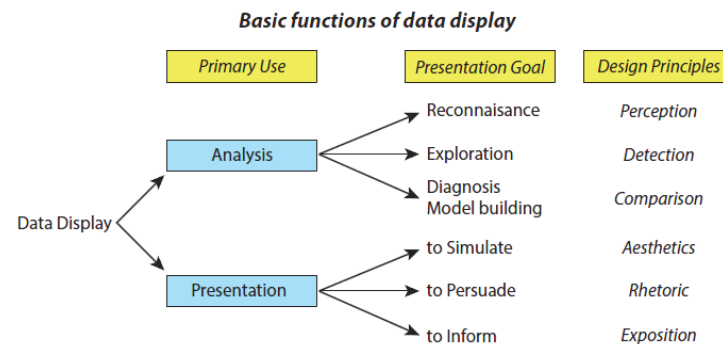 Basic functions of data display
Primary Use
Presentation Goal
Design Principles
Reconnaisance
Perception
Analysis
Exploration
Detection
Diagnosis
Model building
Comparison
Data Display
to Simulate
Aesthetics
Presentation
to Persuade
Rhetoric
to Inform
Exposition